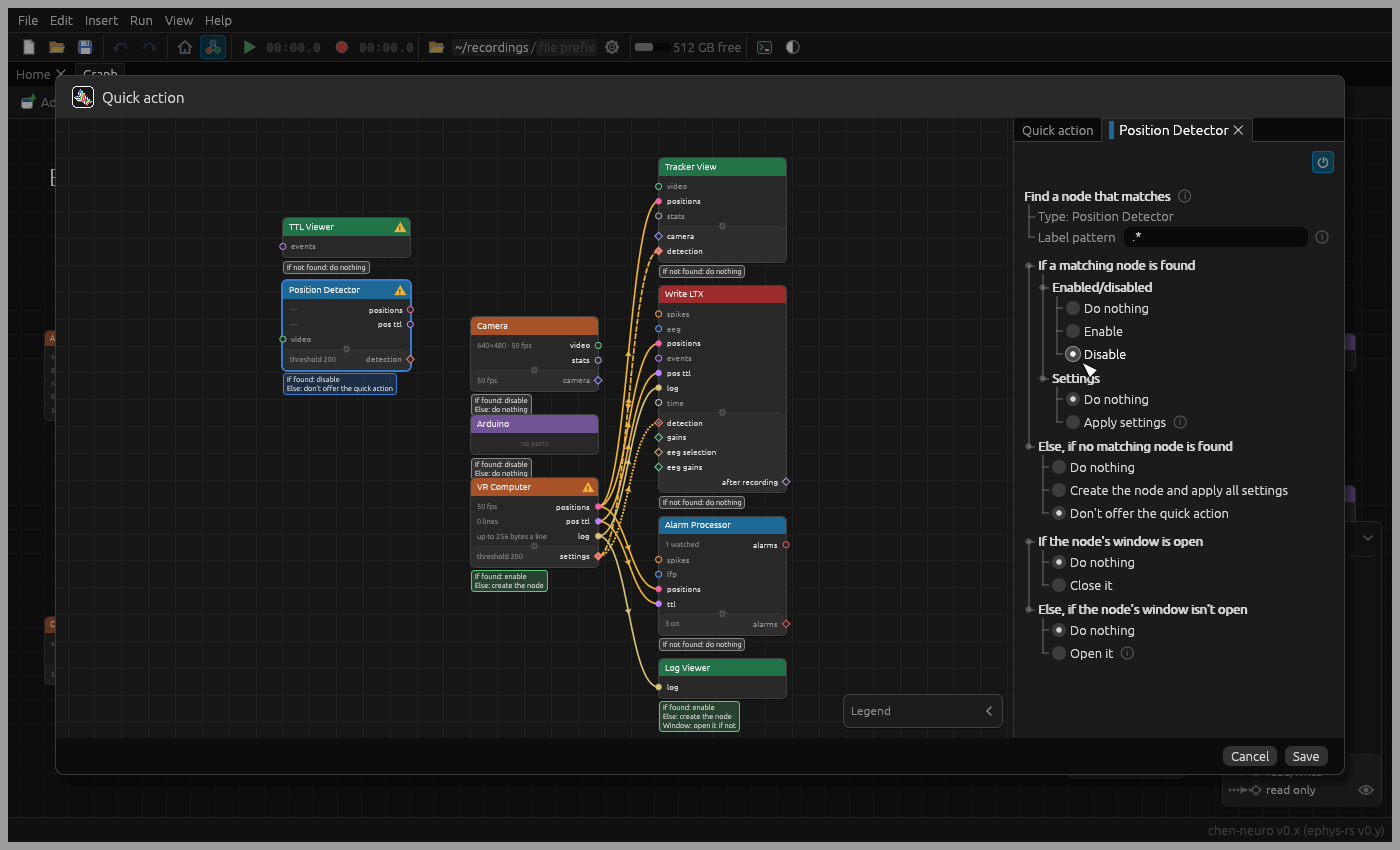 File Edit Insert Run View Help
00:00.0 00:00.0 ~/recordings/file prefix 512 GB free
Home Graph
Quick action
TTL Viewer
events
If not found: do nothing
Position Detector
positions
pos ttl
video
threshold 200 detection
If found: disable
Else: don't offer the quick action
Camera
640×480 · 50 fps video
stats
50 fps camera
If found: disable
Else: do nothing
Arduino
no ports
If found: disable
Else: do nothing
VR Computer
50 fps positions
0 lines pos ttl
up to 256 bytes a line log
threshold 200 settings
If found: enable
Else: create the node
Tracker View
video
positions
stats
camera
detection
If not found: do nothing
Write LTX
spikes
eeg
positions
events
pos ttl
log
time
detection
gains
eeg selection
eeg gains
after recording
If not found: do nothing
Alarm Processor
1 watched alarms
spikes
lfp
positions
ttl
3 on alarms
If not found: do nothing
Log Viewer
log
If found: enable
Else: create the node
Window: open it if not
Legend
Quick action Position Detector
Find a node that matches
Type: Position Detector
Label pattern .*
If a matching node is found
Enabled/disabled
Do nothing
Enable
Disable
Settings
Do nothing
Apply settings
Else, if no matching node is found
Do nothing
Create the node and apply all settings
Don't offer the quick action
If the node's window is open
Do nothing
Close it
Else, if the node's window isn't open
Do nothing
Open it
Cancel Save
read only
chen-neuro v0.x (ephys-rs v0.y)